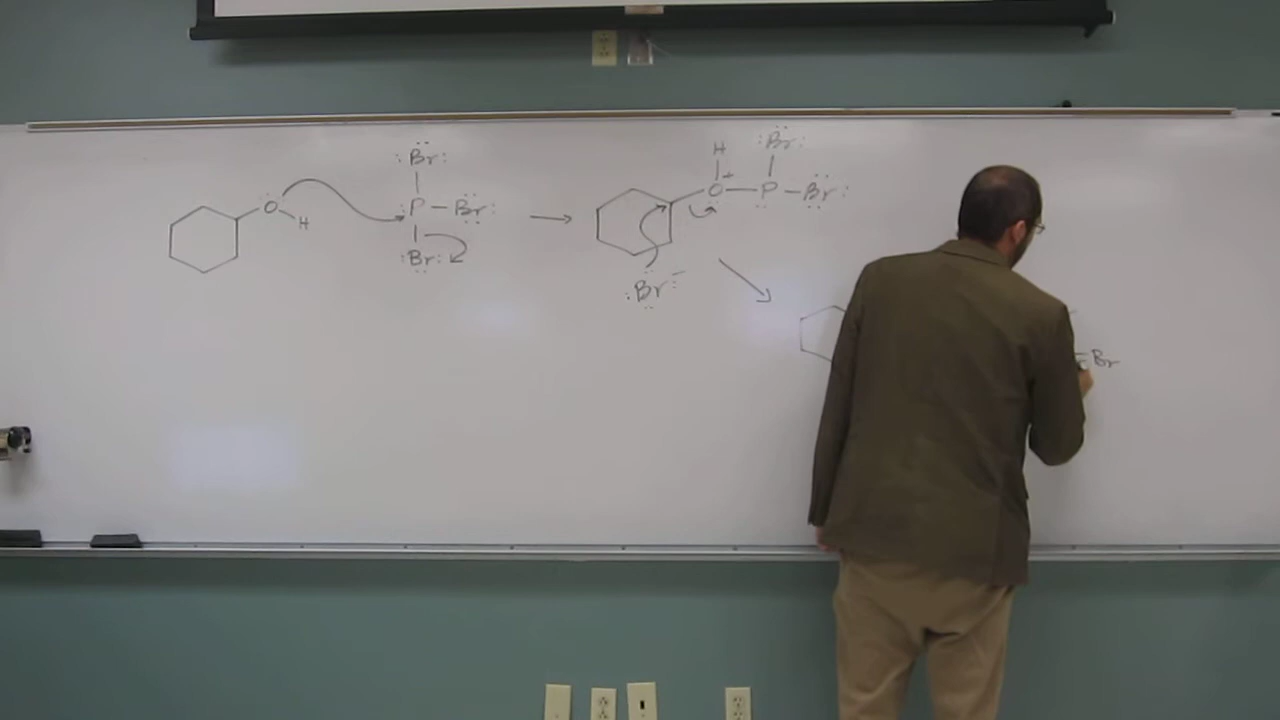 :Br:
O
H
:P — Br:
:Br:
H
:Br:
O+ — P — Br:
:Br:−
Br